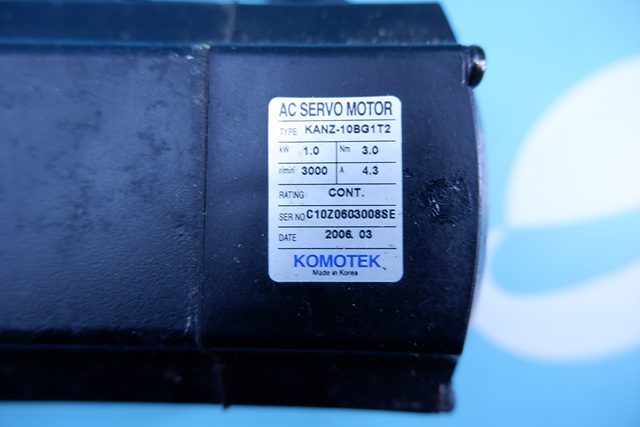 AC SERVO MOTOR
TYPE KANZ-10BG1T2
kW 1.0 Nm 3.0
r/min 3000 A 4.3
RATING CONT.
SER NO C10Z0603008SE
DATE 2006. 03
KOMOTEK
Made in Korea